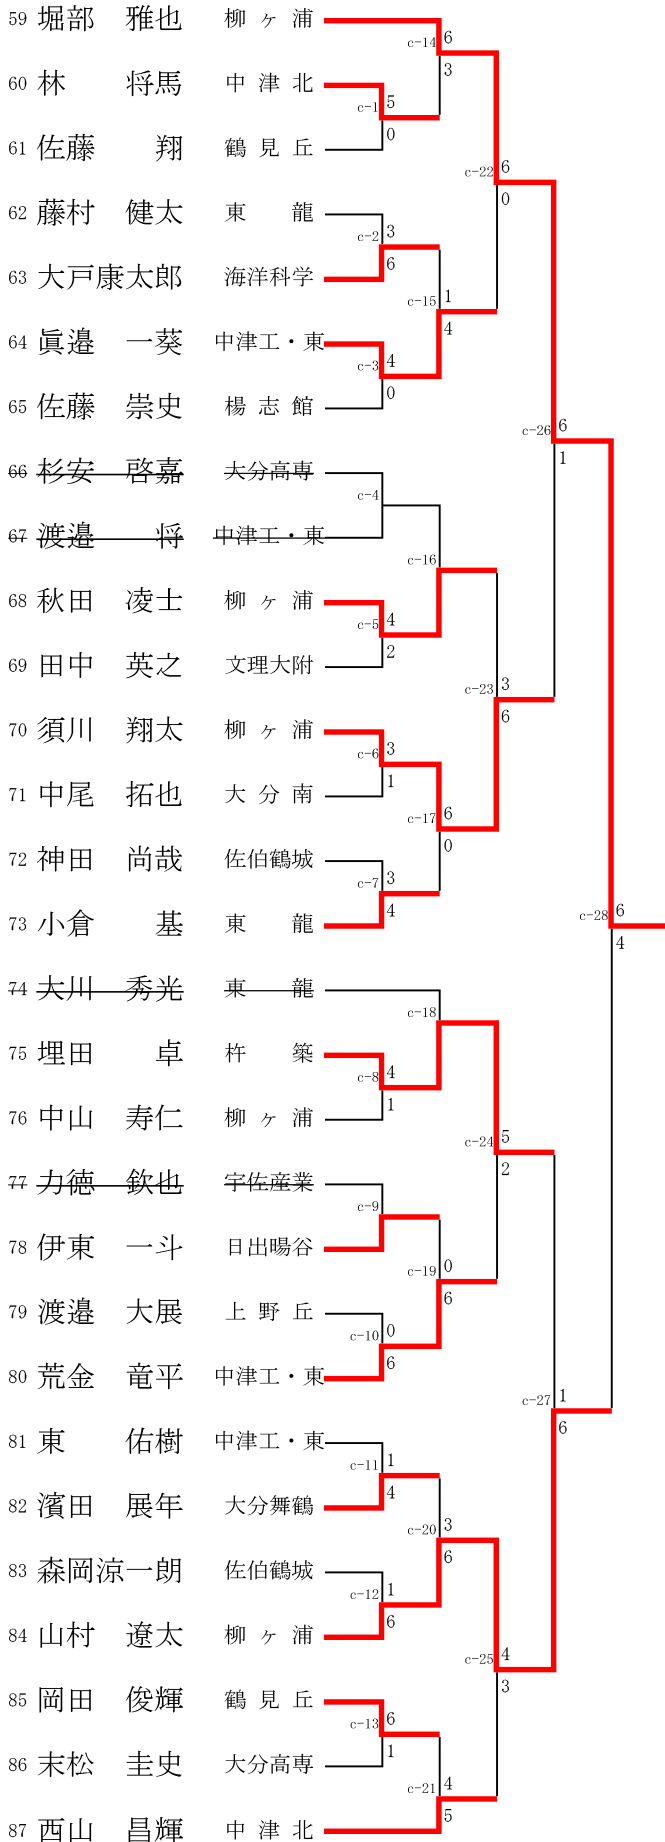 59 堀部 雅也 柳ヶ浦
c-14 6
3
60 林 将馬 中津北
c-1 5
0
61 佐藤 翔 鶴見丘
c-22 6
0
62 藤村 健太 東龍
c-2 3
6
63 大戸康太郎 海洋科学
c-15 1
4
64 眞邉 一葵 中津工・東
c-3 4
0
65 佐藤 崇史 楊志館
c-26 6
1
66 杉安 啓嘉 大分高専
c-4
67 渡邉 将 中津工・東
c-16
68 秋田 凌士 柳ヶ浦
c-5 4
2
69 田中 英之 文理大附
c-23 3
6
70 須川 翔太 柳ヶ浦
c-6 3
1
71 中尾 拓也 大分南
c-17 6
0
72 神田 尚哉 佐伯鶴城
c-7 3
4
73 小倉 基 東龍
c-28 6
4
74 大川 秀光 東龍
c-18
75 埋田 卓 杵築
c-8 4
1
76 中山 寿仁 柳ヶ浦
c-24 5
2
77 力徳 欽也 宇佐産業
c-9
78 伊東 一斗 日出暘谷
c-19 0
6
79 渡邉 大展 上野丘
c-10 0
6
80 荒金 竜平 中津工・東
c-27 1
6
81 東 佑樹 中津工・東
c-11 1
4
82 濱田 展年 大分舞鶴
c-20 3
6
83 森岡涼一朗 佐伯鶴城
c-12 1
6
84 山村 遼太 柳ヶ浦
c-25 4
3
85 岡田 俊輝 鶴見丘
c-13 6
1
86 末松 圭史 大分高専
c-21 4
5
87 西山 昌輝 中津北